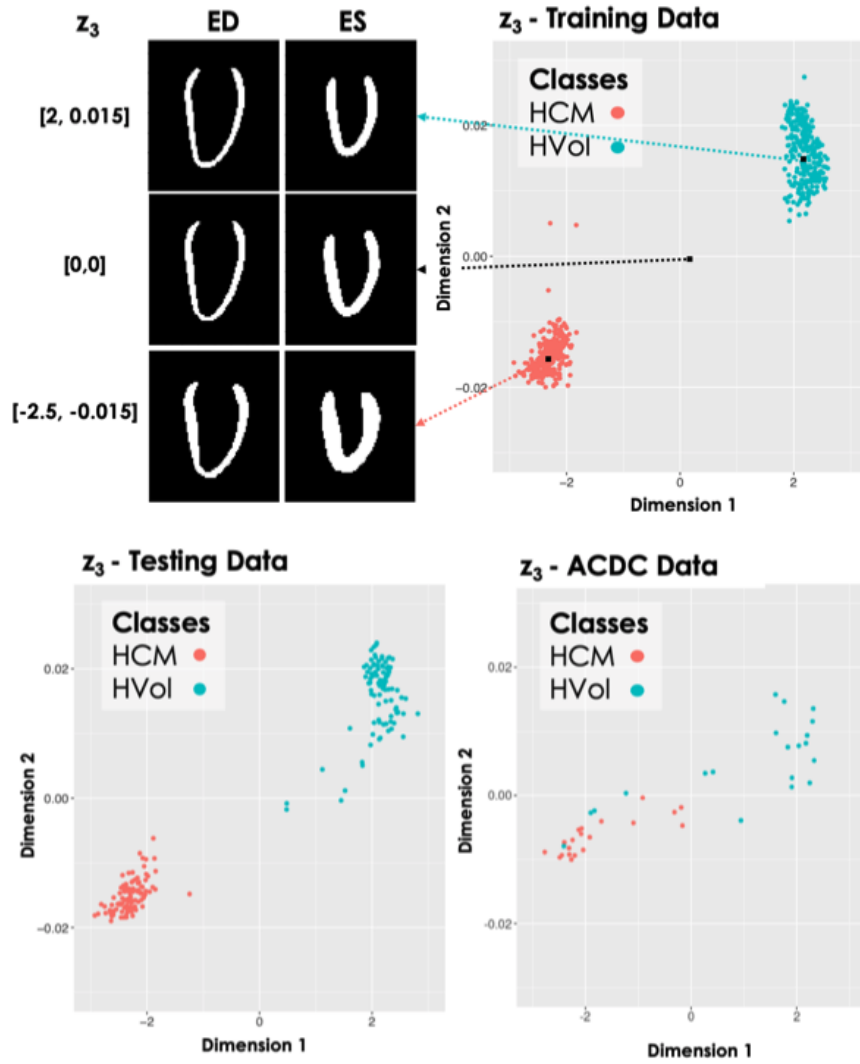 z3
ED
ES
[2, 0.015]
[0,0]
[-2.5, -0.015]
z3 - Training Data
Classes
HCM
HVol
0.02
0.00
−0.02
Dimension 2
−2
0
2
Dimension 1
z3 - Testing Data
Classes
HCM
HVol
0.02
0.00
−0.02
Dimension 2
−2
0
2
Dimension 1
z3 - ACDC Data
Classes
HCM
HVol
0.02
0.00
-0.02
Dimension 2
-2
0
2
Dimension 1